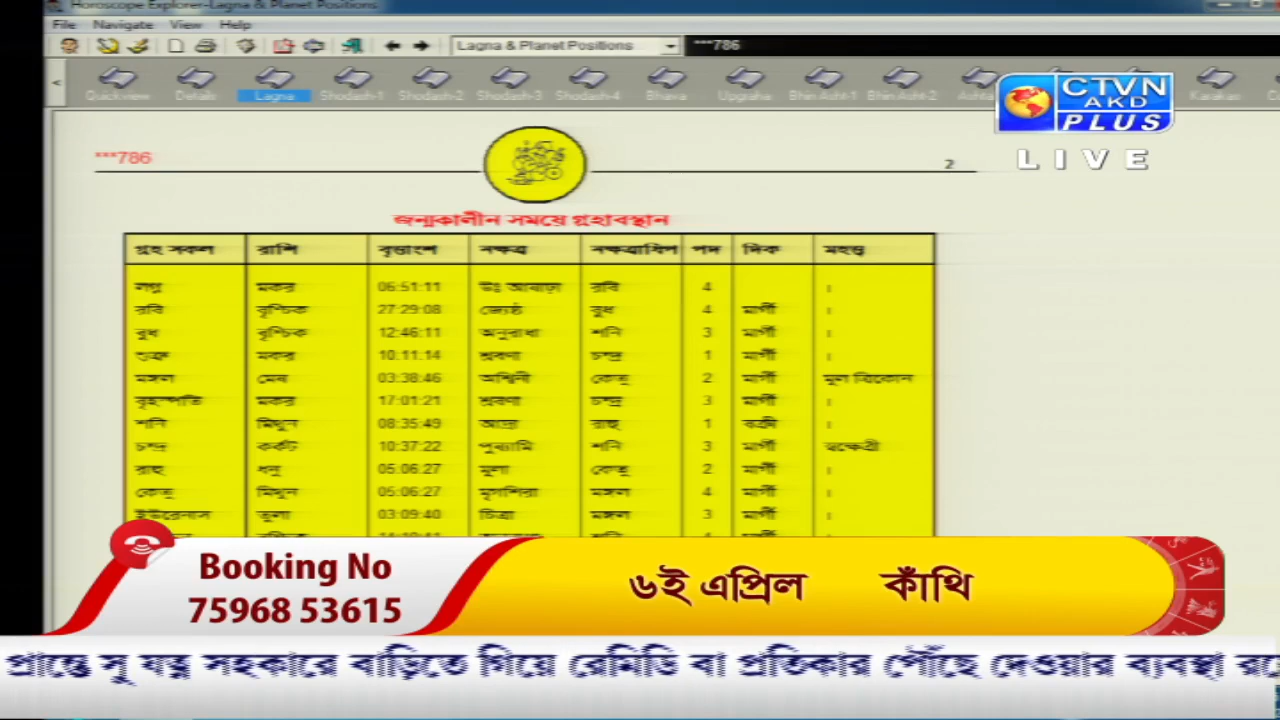 Horoscope Explorer-Lagna & Planet Positions
File Navigate View Help
Lagna & Planet Positions ***786
Quickview Details Lagna Shodash-1 Shodash-2 Shodash-3 Shodash-4 Bhava Upgraha Bhin Asht-1 Bhin Asht-2 Karakas
CTVN
AKD
PLUS
LIVE
***786 2
জন্মকালীন সময়ে গ্রহাবস্থান
গ্রহ সকল রাশি বৃত্তাংশ নক্ষত্র নক্ষত্রাধিপ পদ দিক মহত্ত্ব
লগ্ন মকর 06:51:11 উঃ আষাঢ়া রবি 4 ।
রবি বৃশ্চিক 27:29:08 জ্যেষ্ঠ বুধ 4 মার্গী ।
বুধ বৃশ্চিক 12:46:11 অনুরাধা শনি 3 মার্গী ।
শুক্র মকর 10:11:14 শ্রবণা চন্দ্র 1 মার্গী ।
মঙ্গল মেষ 03:38:46 অশ্বিনী কেতু 2 মার্গী মূল ত্রিকোন
বৃহস্পতি মকর 17:01:21 শ্রবণা চন্দ্র 3 মার্গী ।
শনি মিথুন 08:35:49 আদ্রা রাহু 1 বক্রী ।
চন্দ্র কর্কট 10:37:22 পুষ্যামি শনি 3 মার্গী স্বক্ষেত্রী
রাহু ধনু 05:06:27 মূলা কেতু 2 মার্গী ।
কেতু মিথুন 05:06:27 মৃগশিরা মঙ্গল 4 মার্গী ।
ইউরেনাস তুলা 03:09:40 চিত্রা মঙ্গল 3 মার্গী ।
Booking No
75968 53615
৬ই এপ্রিল কাঁথি
প্রান্তে সু যত্ন সহকারে বাড়িতে গিয়ে রেমিডি বা প্রতিকার পৌঁছে দেওয়ার ব্যবস্থা